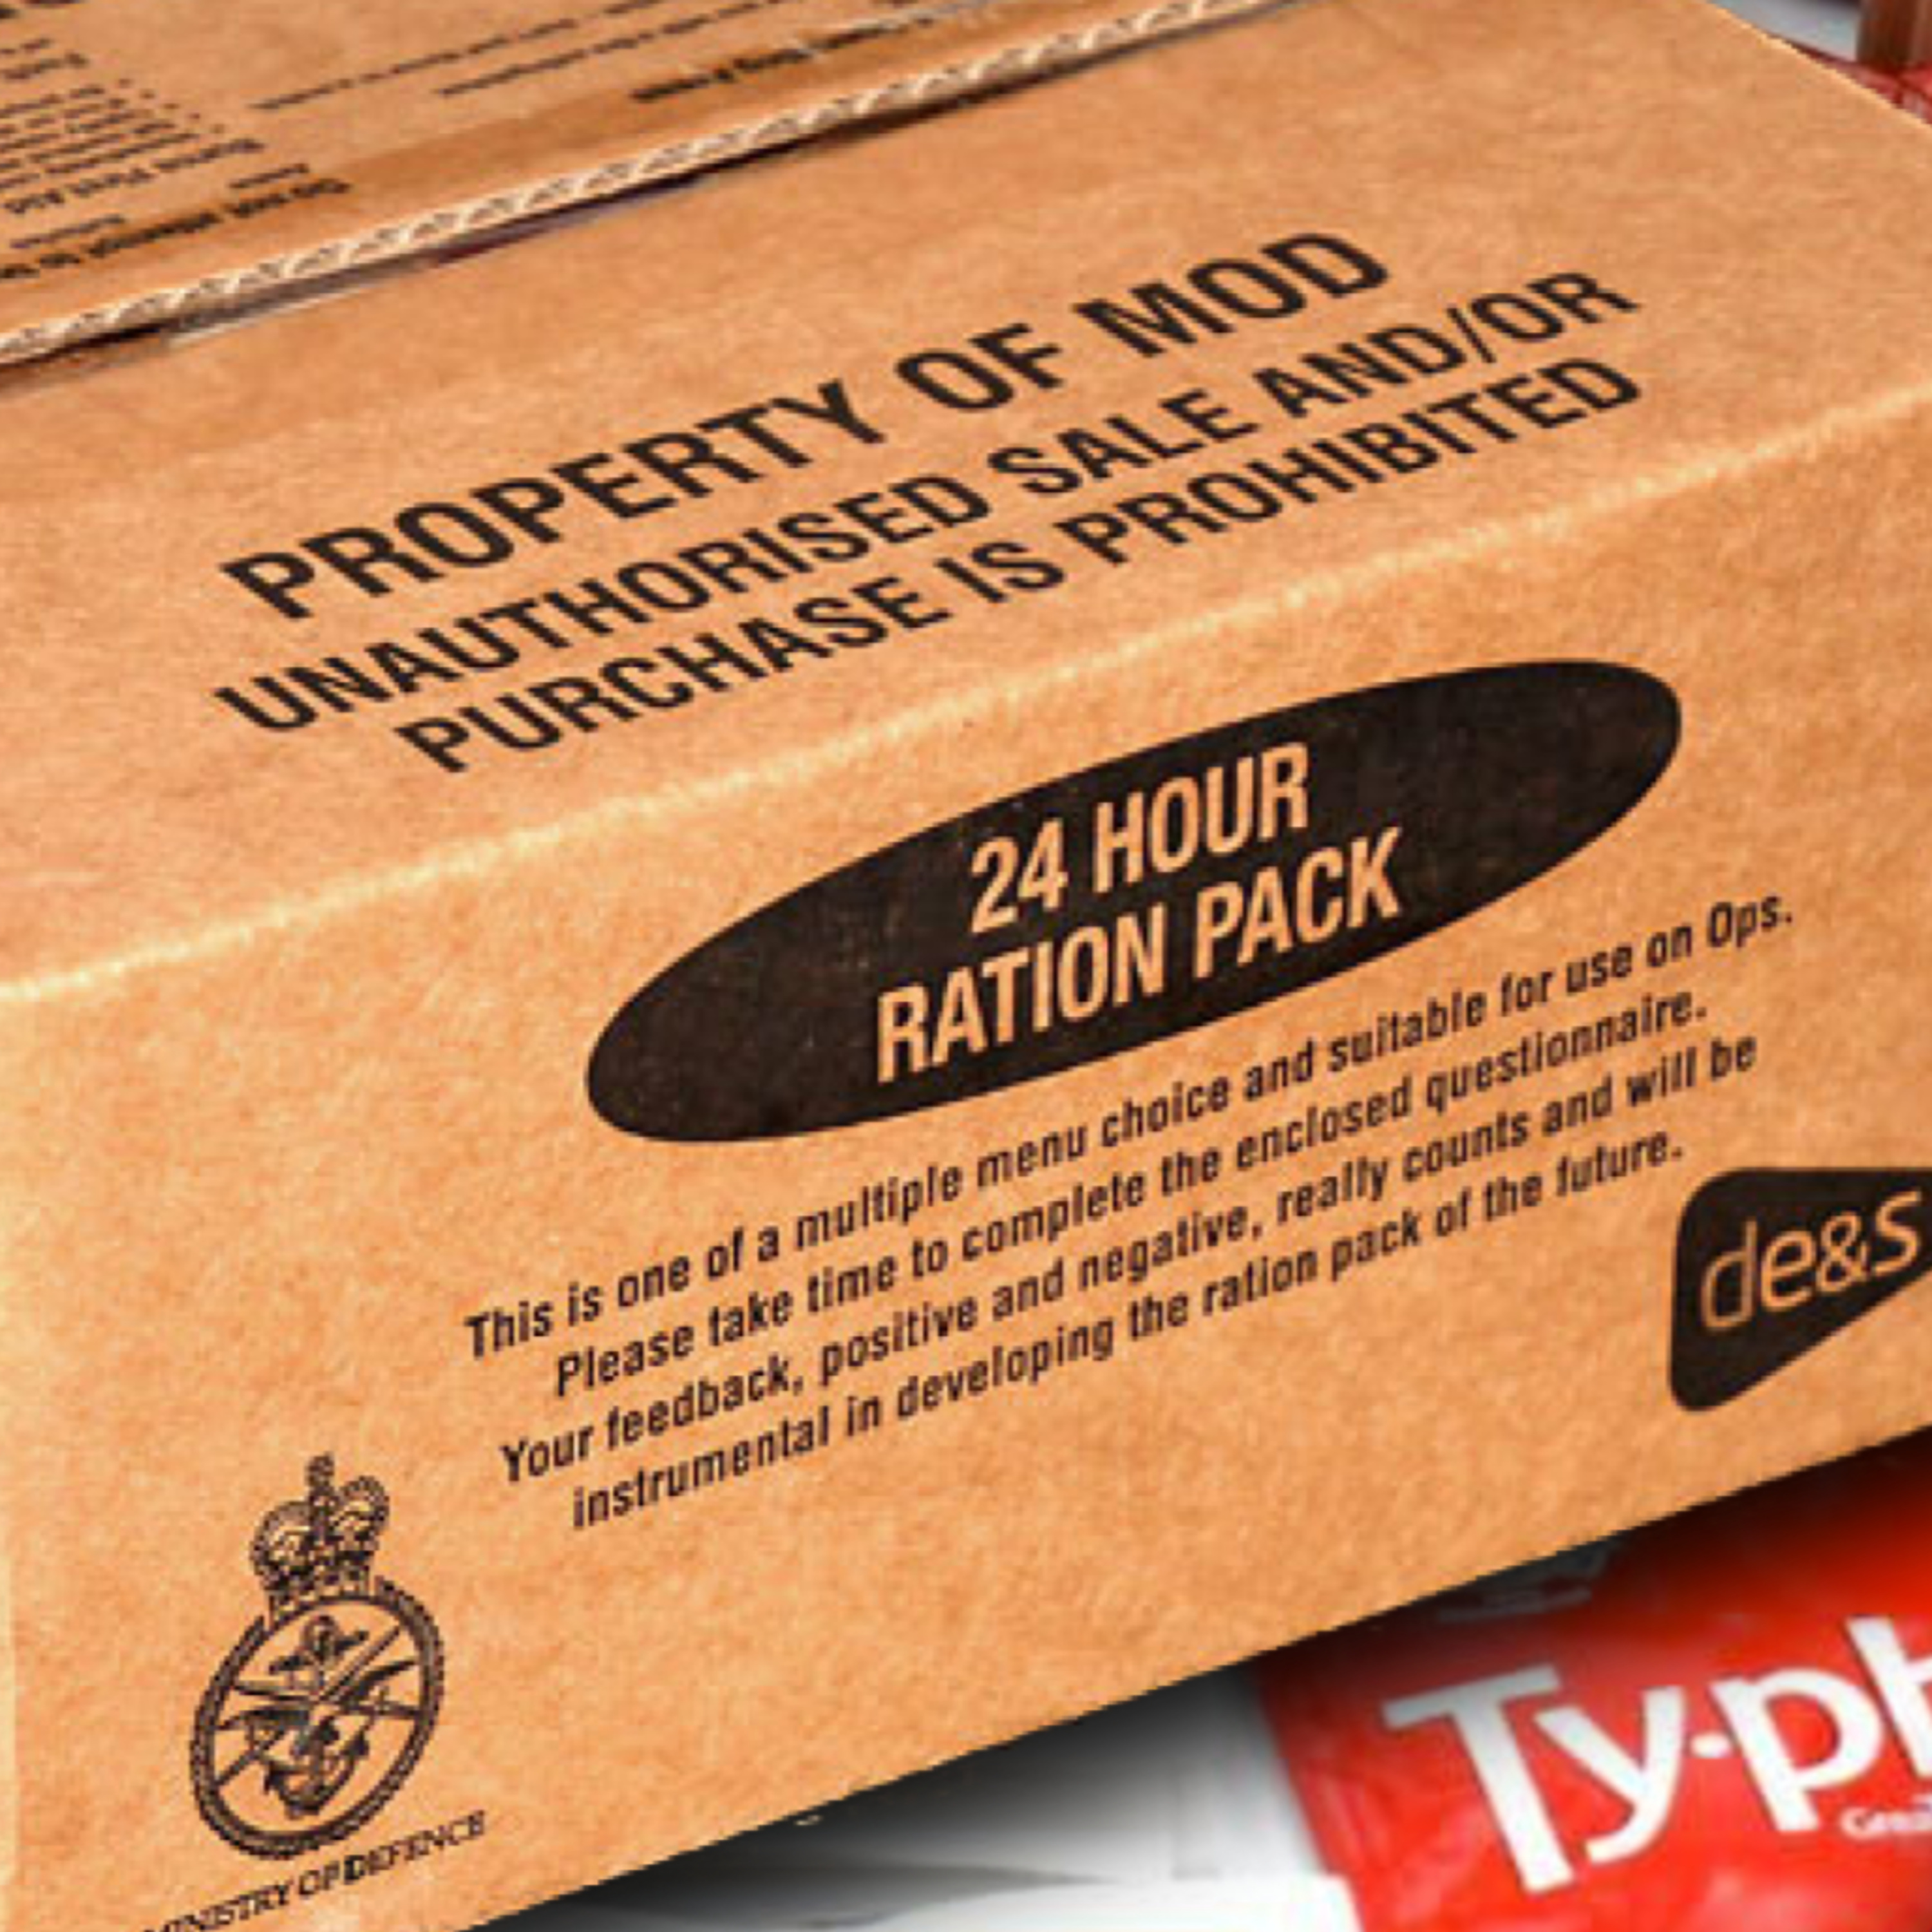 PROPERTY OF MOD
UNAUTHORISED SALE AND/OR
PURCHASE IS PROHIBITED
24 HOUR
RATION PACK
This is one of a multiple menu choice and suitable for use on Ops.
Please take time to complete the enclosed questionnaire.
Your feedback, positive and negative, really counts and will be
instrumental in developing the ration pack of the future.
de&s
MINISTRY OF DEFENCE
Ty·ph